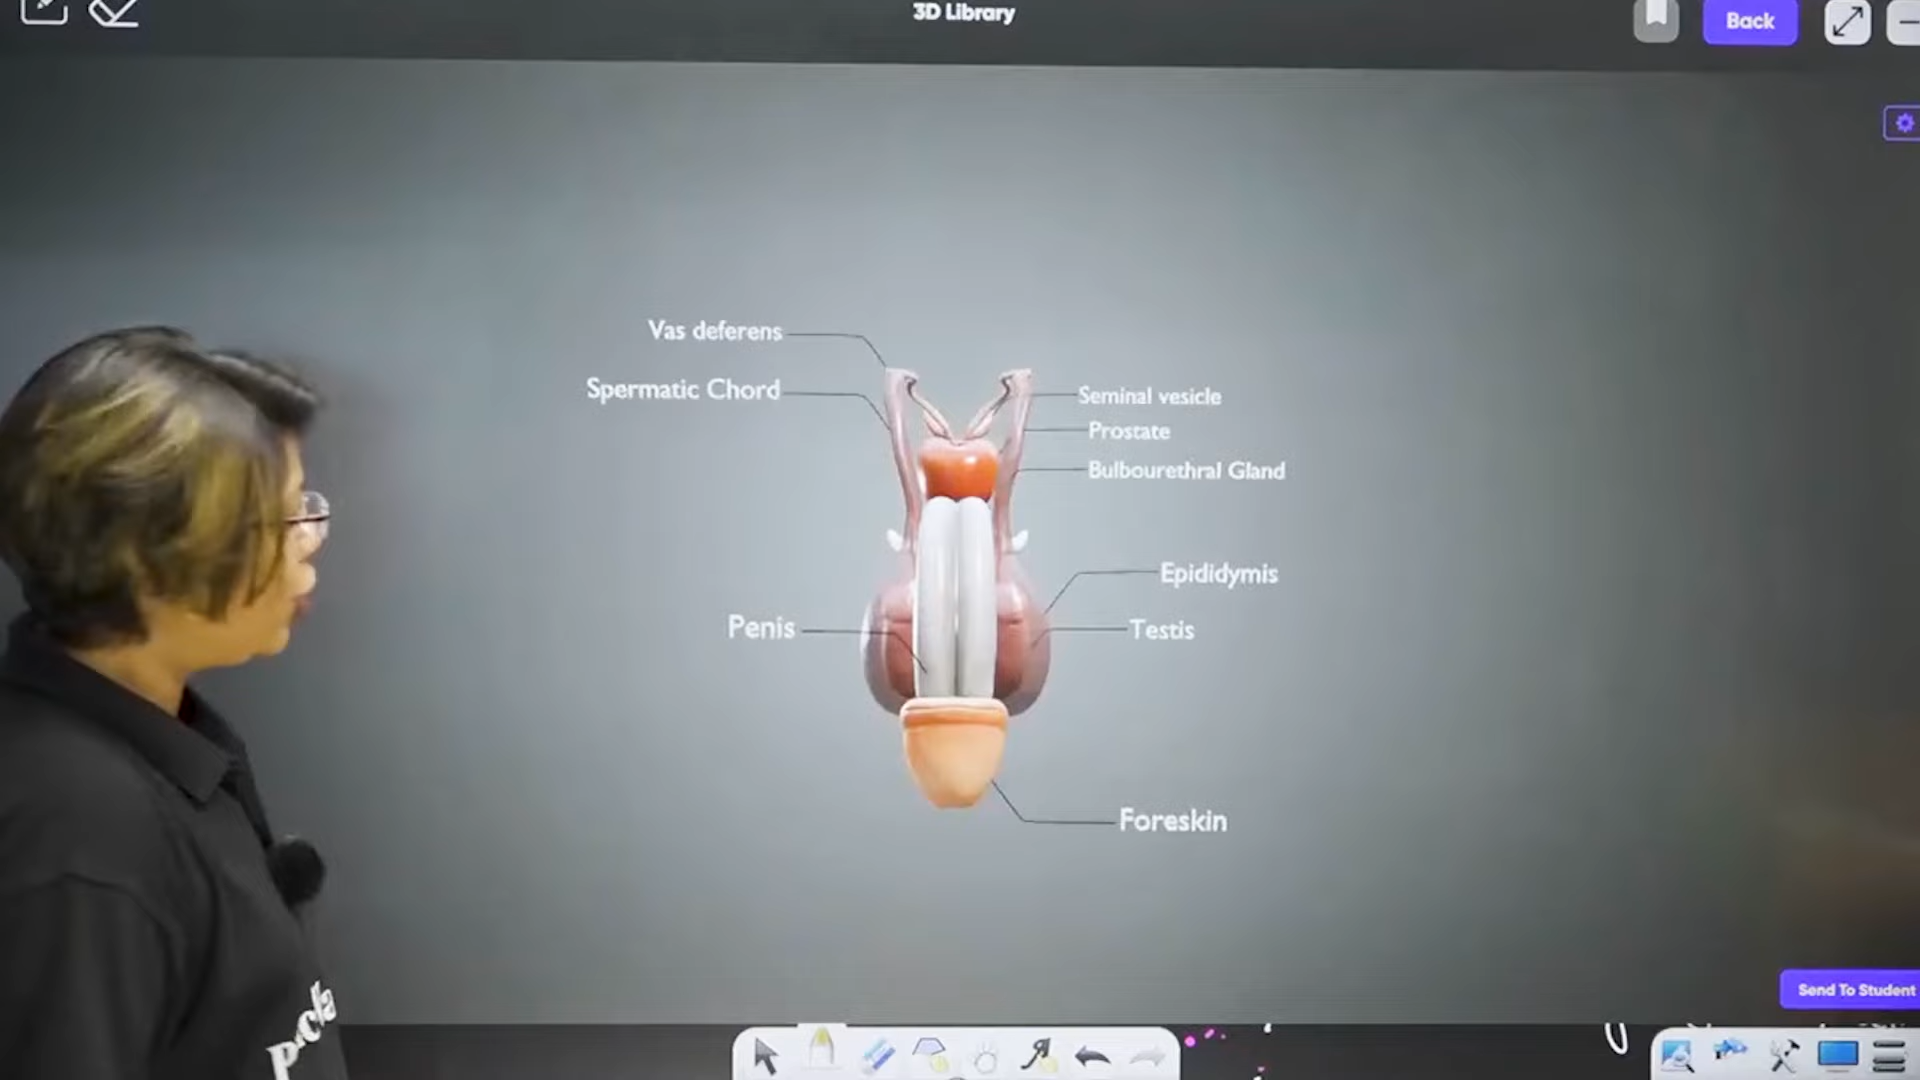 3D Library
Back
Vas deferens
Spermatic Chord
Seminal vesicle
Prostate
Bulbourethral Gland
Epididymis
Penis
Testis
Foreskin
Send To Student